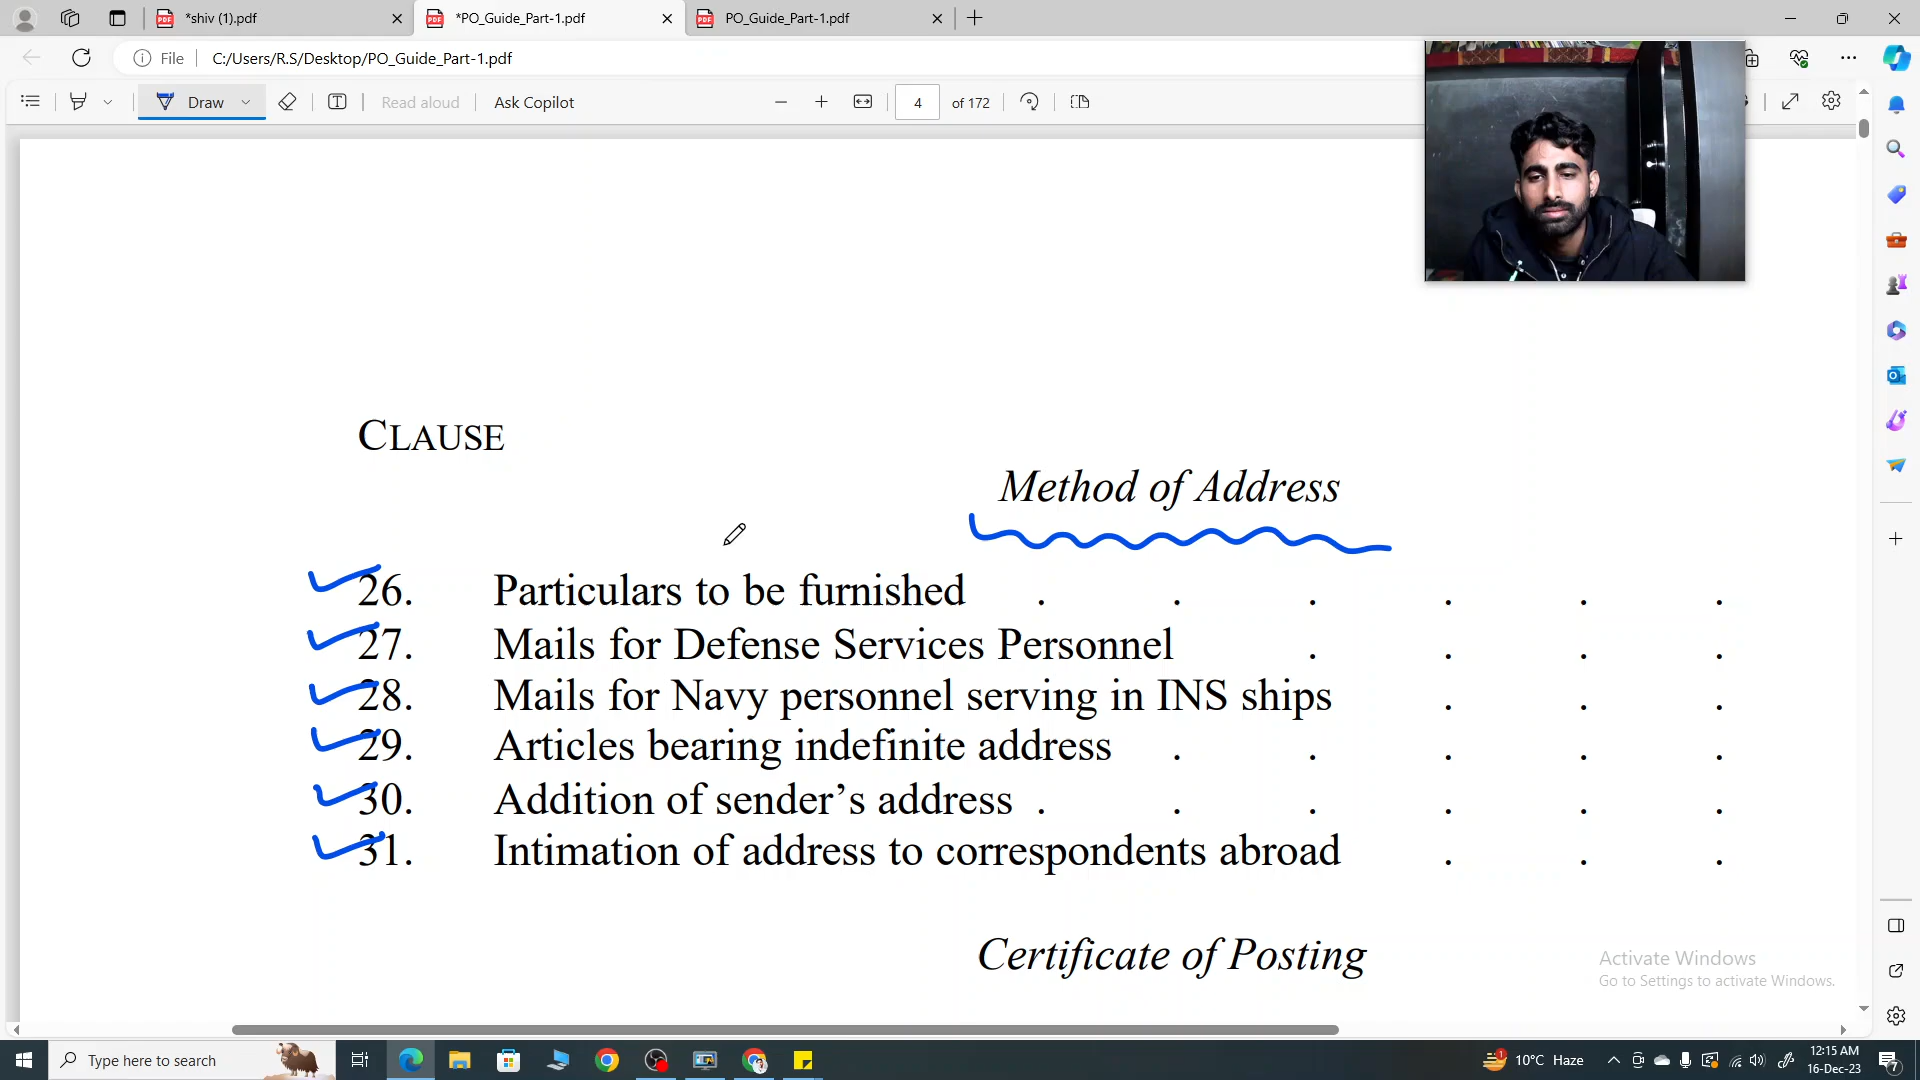 *shiv (1).pdf
*PO_Guide_Part-1.pdf
PO_Guide_Part-1.pdf
File
C:/Users/R.S/Desktop/PO_Guide_Part-1.pdf
Draw
Read aloud
Ask Copilot
4 of 172
CLAUSE
Method of Address
26. Particulars to be furnished . . . . . .
27. Mails for Defense Services Personnel . . . .
28. Mails for Navy personnel serving in INS ships . . .
29. Articles bearing indefinite address . . . . .
30. Addition of sender’s address . . . . . .
31. Intimation of address to correspondents abroad . . .
Certificate of Posting
Activate Windows
Go to Settings to activate Windows.
Type here to search
1
10°C Haze
12:15 AM
16-Dec-23
7